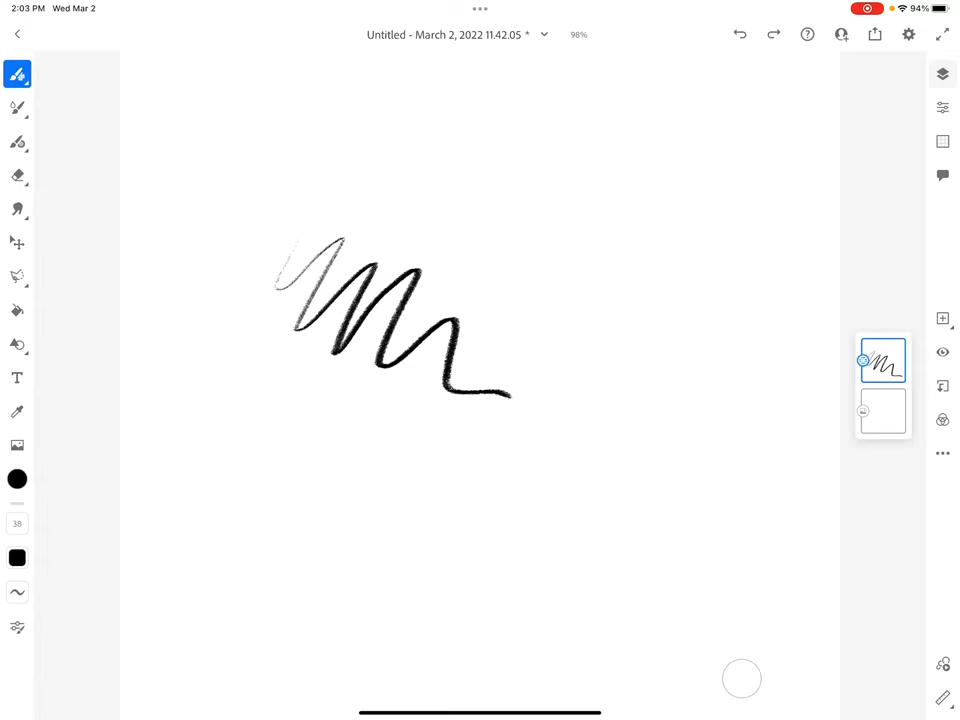 2:03 PM Wed Mar 2
94%
Untitled - March 2, 2022 11.42.05 *
98%
T
38